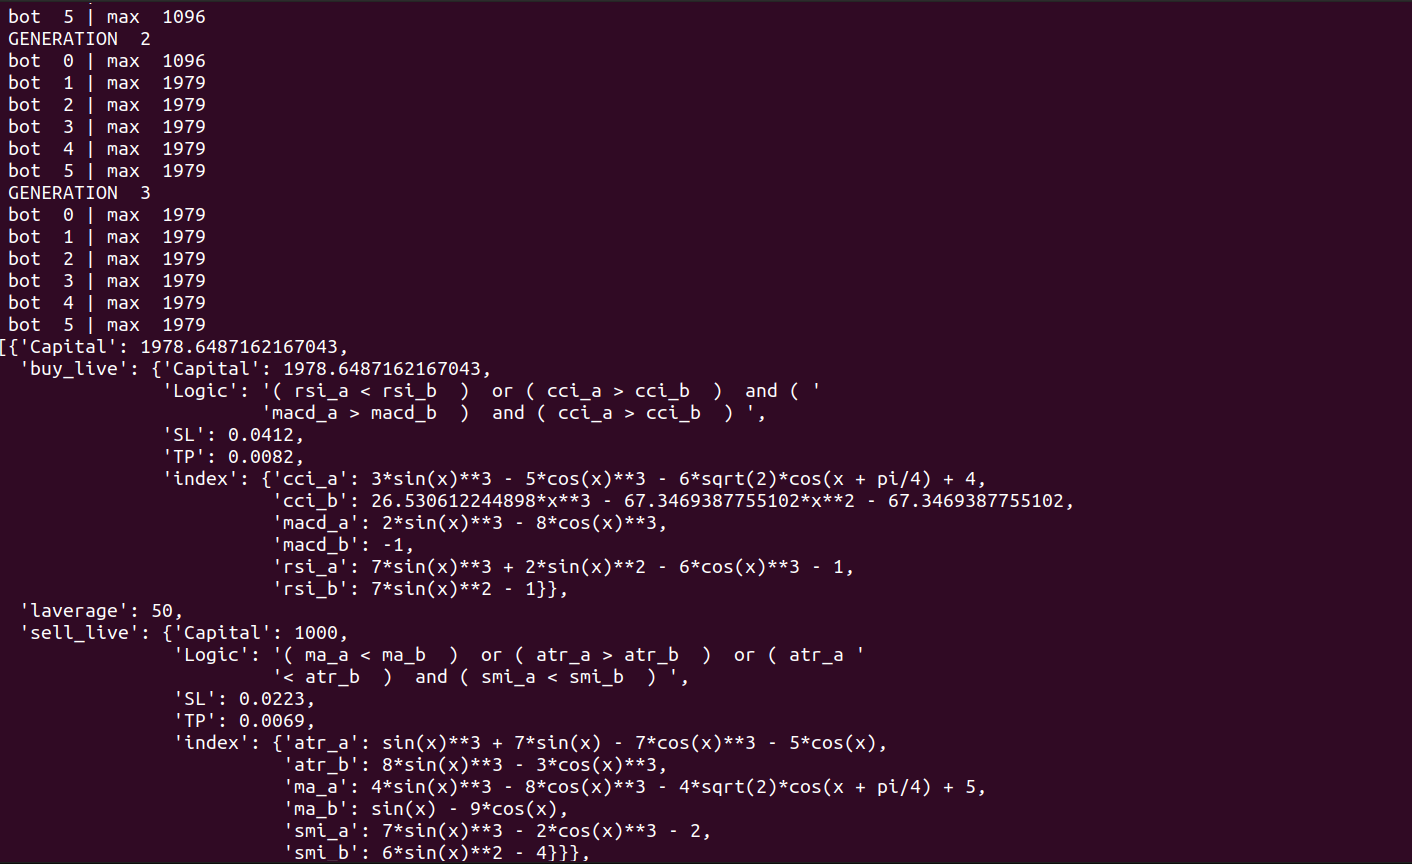 bot  5 | max  1096
GENERATION  2
bot  0 | max  1096
bot  1 | max  1979
bot  2 | max  1979
bot  3 | max  1979
bot  4 | max  1979
bot  5 | max  1979
GENERATION  3
bot  0 | max  1979
bot  1 | max  1979
bot  2 | max  1979
bot  3 | max  1979
bot  4 | max  1979
bot  5 | max  1979
[{'Capital': 1978.6487162167043,
  'buy_live': {'Capital': 1978.6487162167043,
               'Logic': '( rsi_a < rsi_b  )  or ( cci_a > cci_b  )  and ( '
                        'macd_a > macd_b  )  and ( cci_a > cci_b  ) ',
               'SL': 0.0412,
               'TP': 0.0082,
               'index': {'cci_a': 3*sin(x)**3 - 5*cos(x)**3 - 6*sqrt(2)*cos(x + pi/4) + 4,
                         'cci_b': 26.530612244898*x**3 - 67.3469387755102*x**2 - 67.3469387755102,
                         'macd_a': 2*sin(x)**3 - 8*cos(x)**3,
                         'macd_b': -1,
                         'rsi_a': 7*sin(x)**3 + 2*sin(x)**2 - 6*cos(x)**3 - 1,
                         'rsi_b': 7*sin(x)**2 - 1}},
  'laverage': 50,
  'sell_live': {'Capital': 1000,
                'Logic': '( ma_a < ma_b  )  or ( atr_a > atr_b  )  or ( atr_a '
                         '< atr_b  )  and ( smi_a < smi_b  ) ',
                'SL': 0.0223,
                'TP': 0.0069,
                'index': {'atr_a': sin(x)**3 + 7*sin(x) - 7*cos(x)**3 - 5*cos(x),
                          'atr_b': 8*sin(x)**3 - 3*cos(x)**3,
                          'ma_a': 4*sin(x)**3 - 8*cos(x)**3 - 4*sqrt(2)*cos(x + pi/4) + 5,
                          'ma_b': sin(x) - 9*cos(x),
                          'smi_a': 7*sin(x)**3 - 2*cos(x)**3 - 2,
                          'smi_b': 6*sin(x)**2 - 4}}},